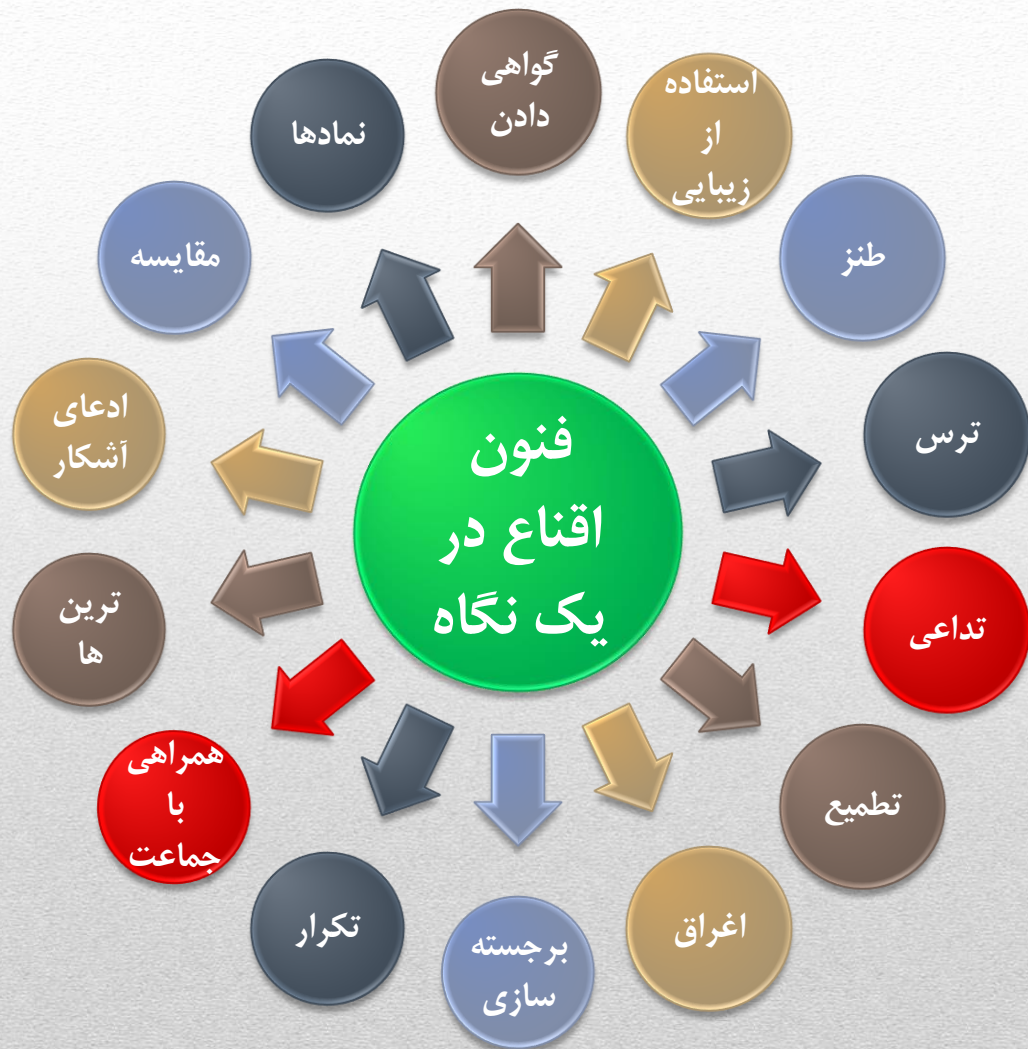 فنون
اقناع در
یک نگاه
گواهی
دادن
استفاده
از
زیبایی
طنز
ترس
تداعی
تطمیع
اغراق
برجسته
سازی
تکرار
همراهی
با
جماعت
ترین
ها
ادعای
آشکار
مقایسه
نمادها